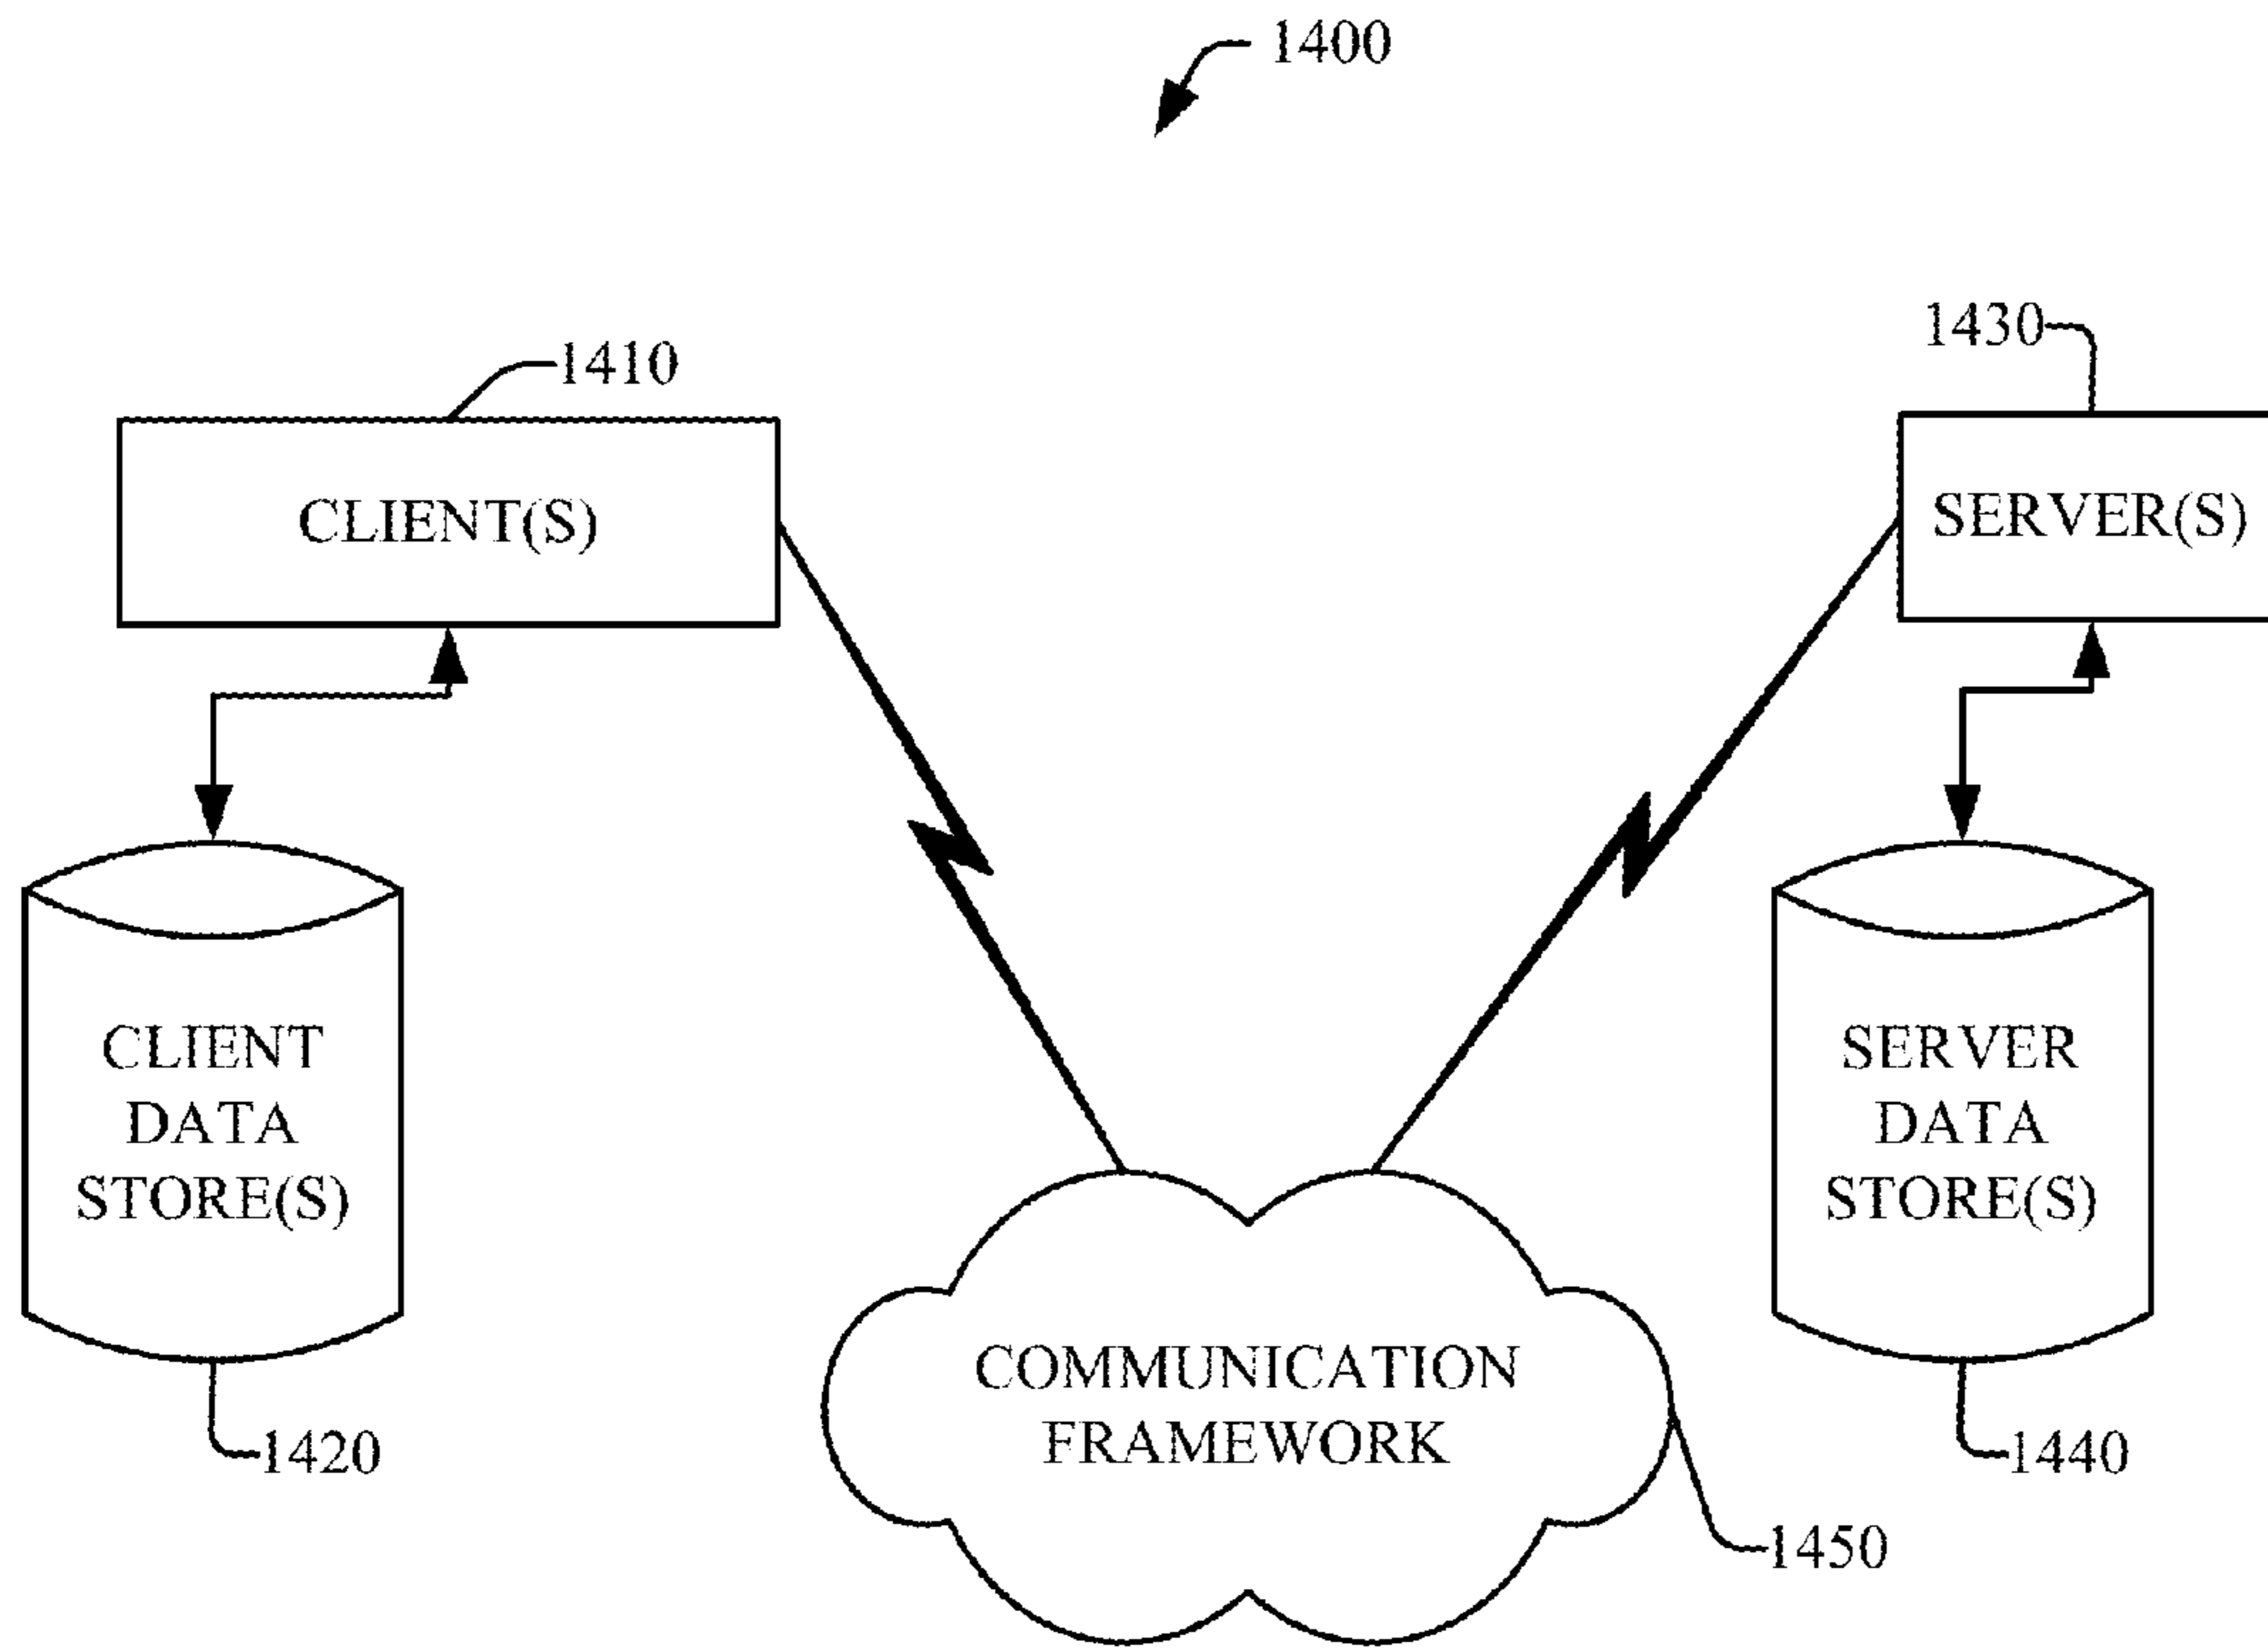 1400
1410
1430
CLIENT(S)
SERVER(S)
CLIENT
DATA
STORE(S)
SERVER
DATA
STORE(S)
COMMUNICATION
FRAMEWORK
1420
1440
1450